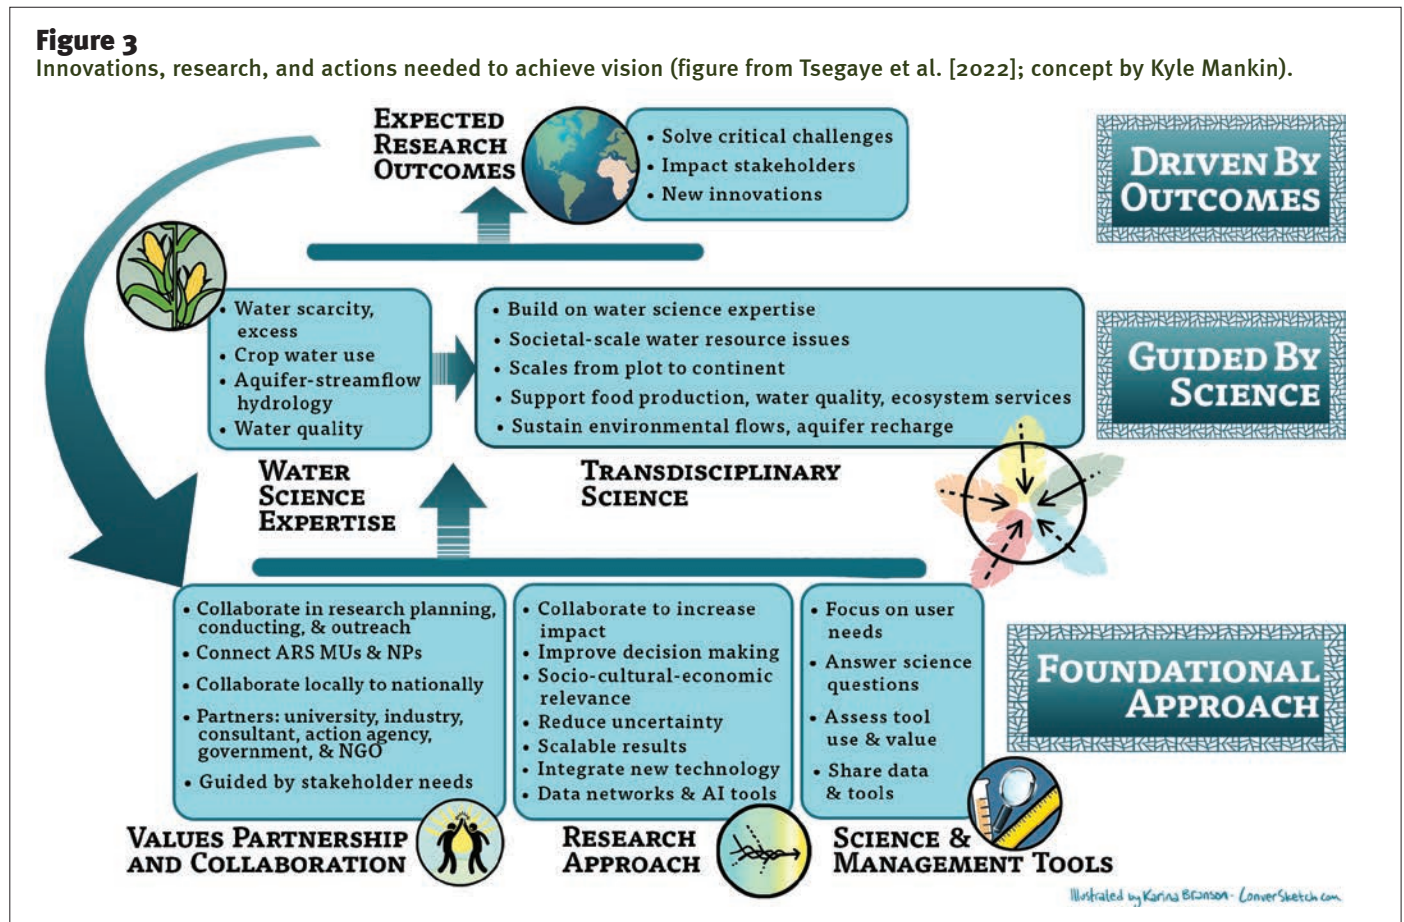 Figure 3
Innovations, research, and actions needed to achieve vision (figure from Tsegaye et al. [2022]; concept by Kyle Mankin).
EXPECTED
RESEARCH
OUTCOMES
• Solve critical challenges
• Impact stakeholders
• New innovations
DRIVEN BY
OUTCOMES
• Water scarcity,
excess
• Crop water use
• Aquifer-streamflow
hydrology
• Water quality
WATER
SCIENCE
EXPERTISE
• Build on water science expertise
• Societal-scale water resource issues
• Scales from plot to continent
• Support food production, water quality, ecosystem services
• Sustain environmental flows, aquifer recharge
TRANSDISCIPLINARY
SCIENCE
GUIDED BY
SCIENCE
• Collaborate in research planning,
conducting, & outreach
• Connect ARS MUs & NPs
• Collaborate locally to nationally
• Partners: university, industry,
consultant, action agency,
government, & NGO
• Guided by stakeholder needs
VALUES PARTNERSHIP
AND COLLABORATION
• Collaborate to increase
impact
• Improve decision making
• Socio-cultural-economic
relevance
• Reduce uncertainty
• Scalable results
• Integrate new technology
• Data networks & AI tools
RESEARCH
APPROACH
• Focus on user
needs
• Answer science
questions
• Assess tool
use & value
• Share data
& tools
SCIENCE &
MANAGEMENT TOOLS
FOUNDATIONAL
APPROACH
Illustrated by Karina Branson - ConverSketch.com